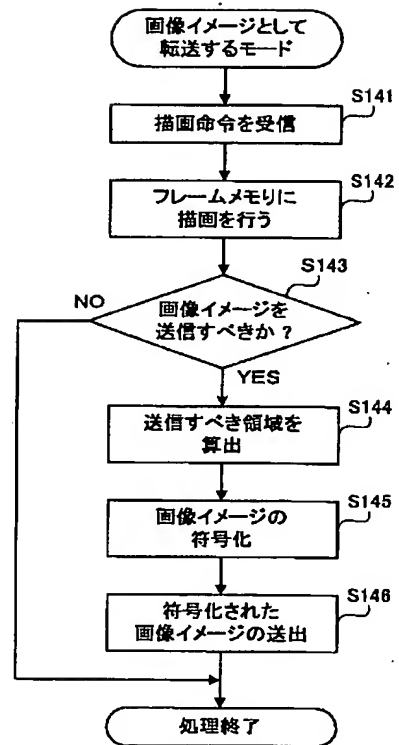 画像イメージとして
転送するモード
S141
描画命令を受信
S142
フレームメモリに
描画を行う
S143
NO
画像イメージを
送信すべきか？
YES
S144
送信すべき領域を
算出
S145
画像イメージの
符号化
S146
符号化された
画像イメージの送出
処理終了